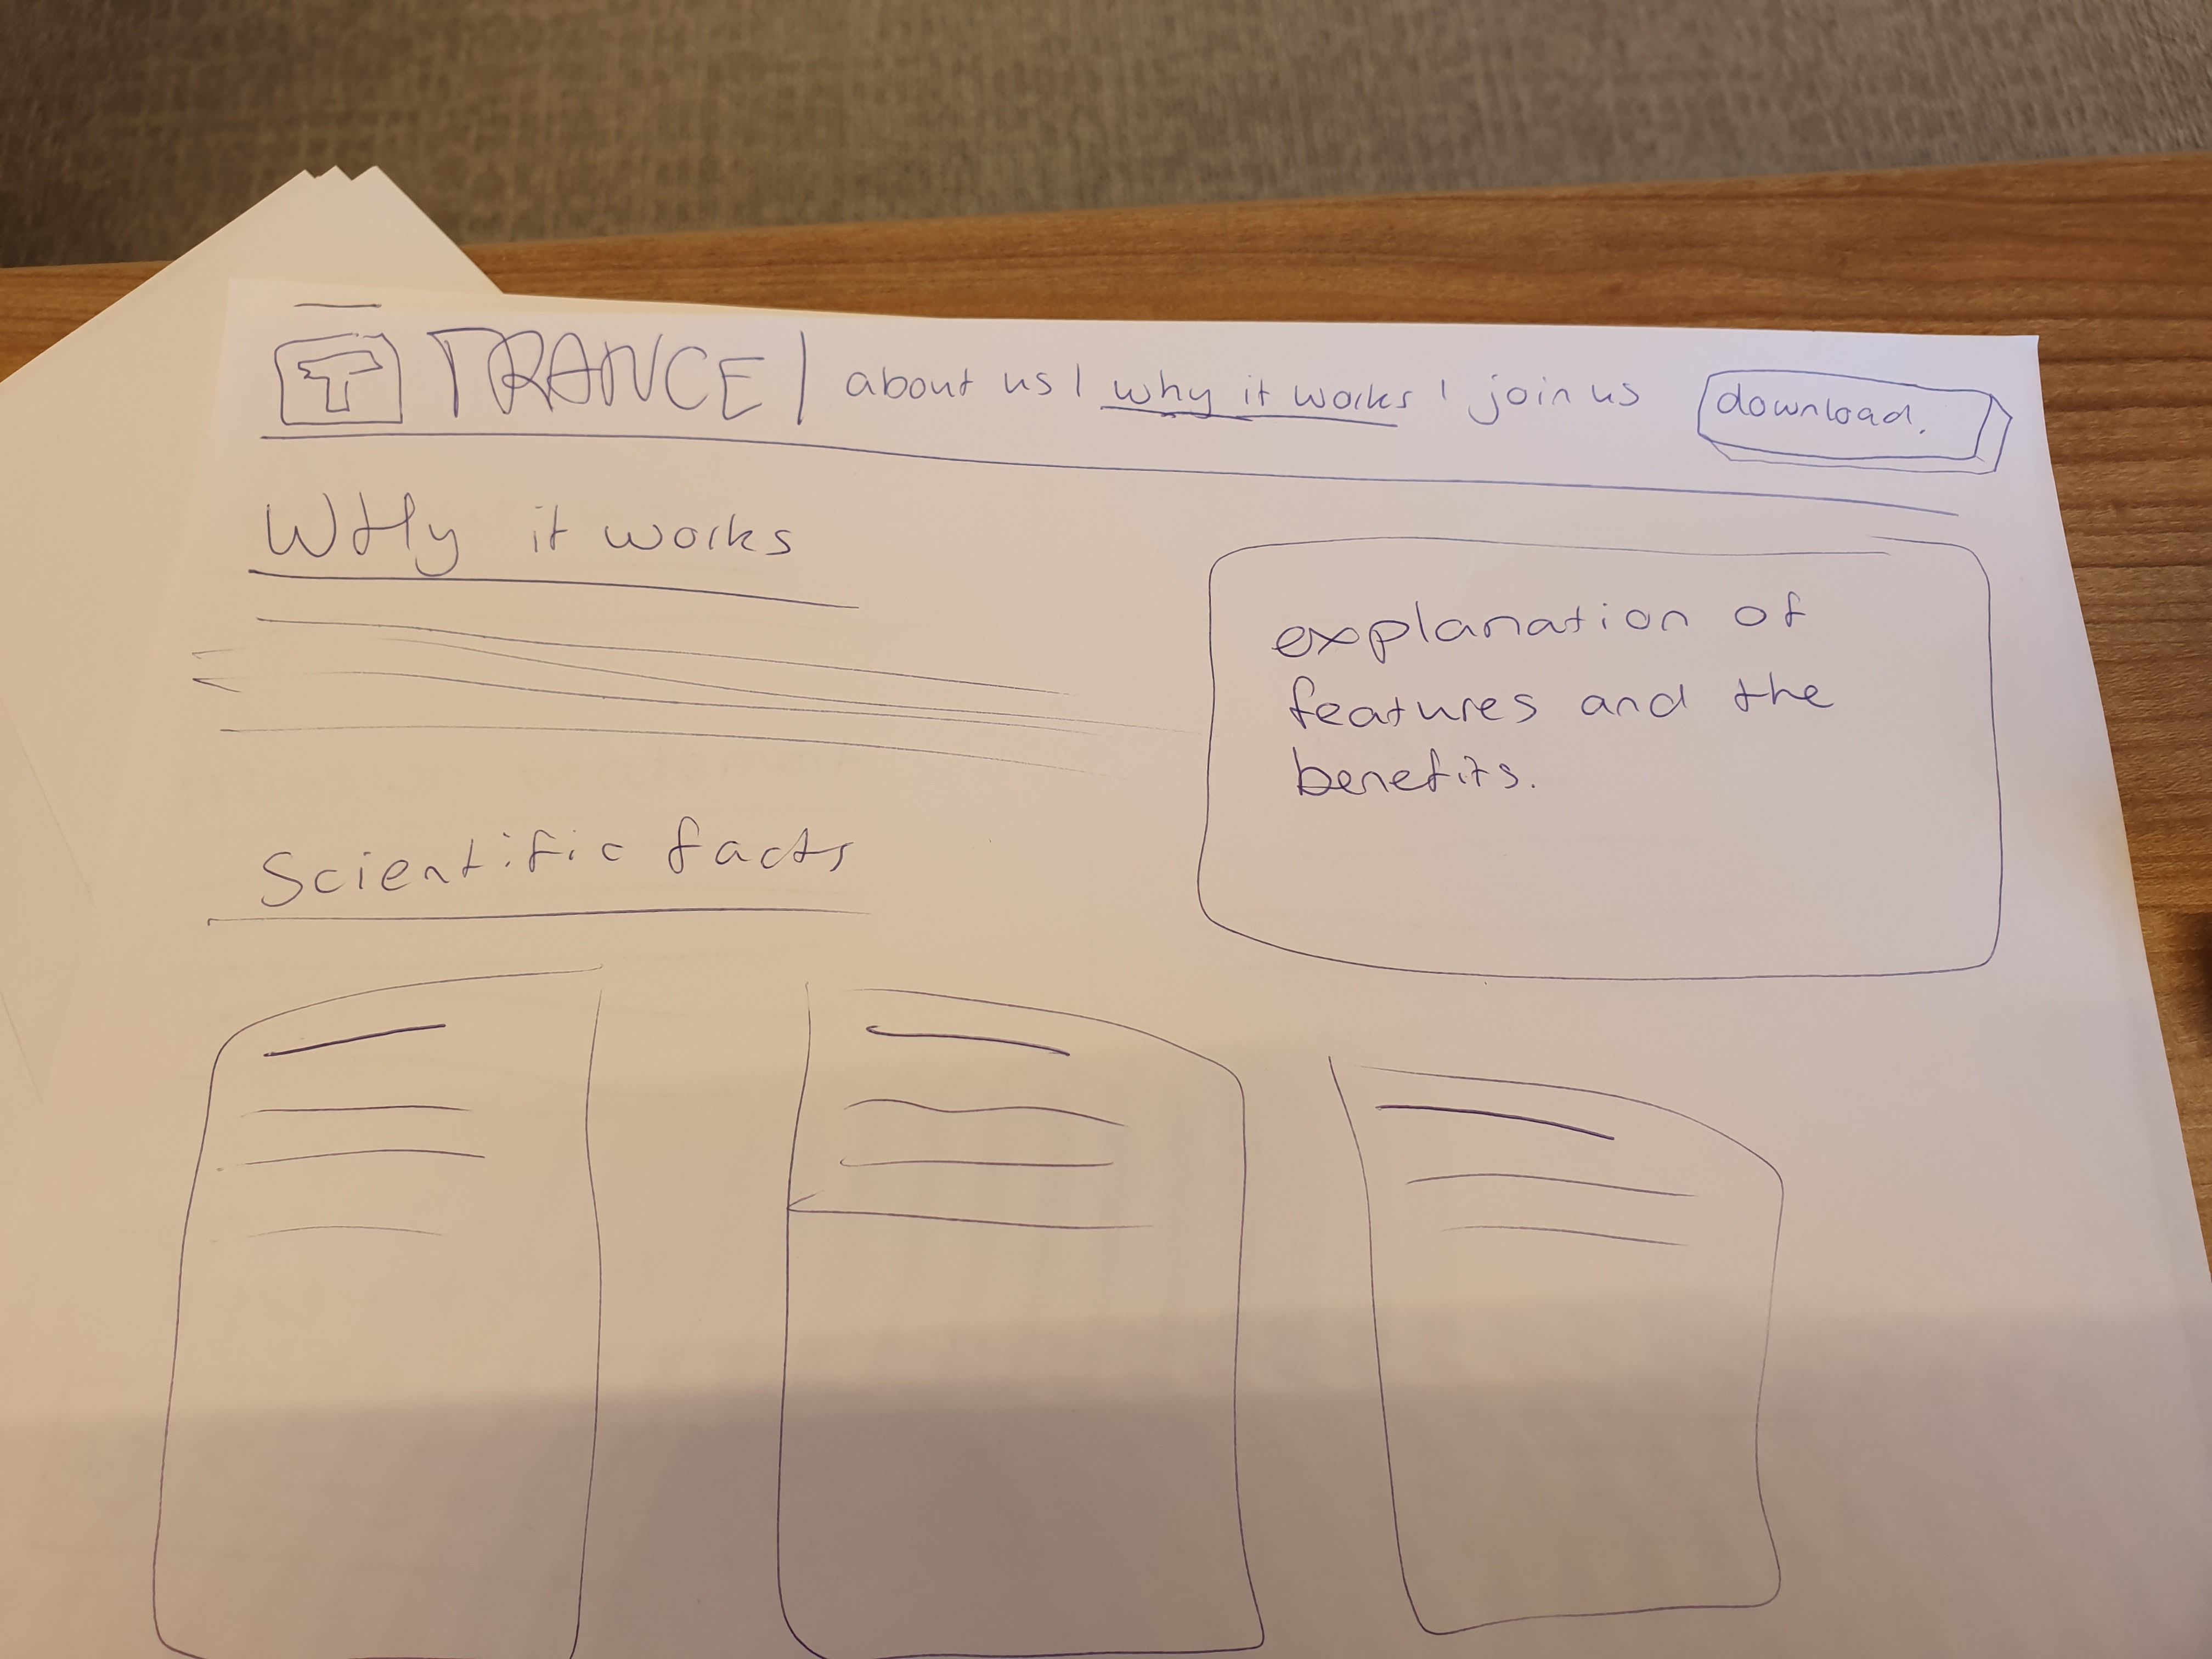 T TRANCE | about us | why it works | join us download.
WHy it works
explanation of
features and the
benefits.
Scientific facts